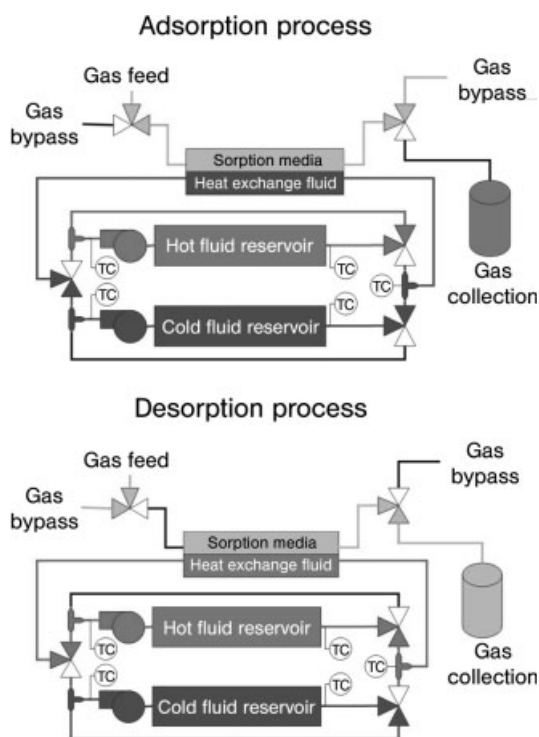 Adsorption process
Gas feed
Gas
bypass
Gas
bypass
Sorption media
Heat exchange fluid
Hot fluid reservoir
TC
TC
TC
TC
TC
Cold fluid reservoir
Gas
collection
Desorption process
Gas feed
Gas
bypass
Gas
bypass
Sorption media
Heat exchange fluid
Hot fluid reservoir
TC
TC
TC
TC
TC
Cold fluid reservoir
Gas
collection